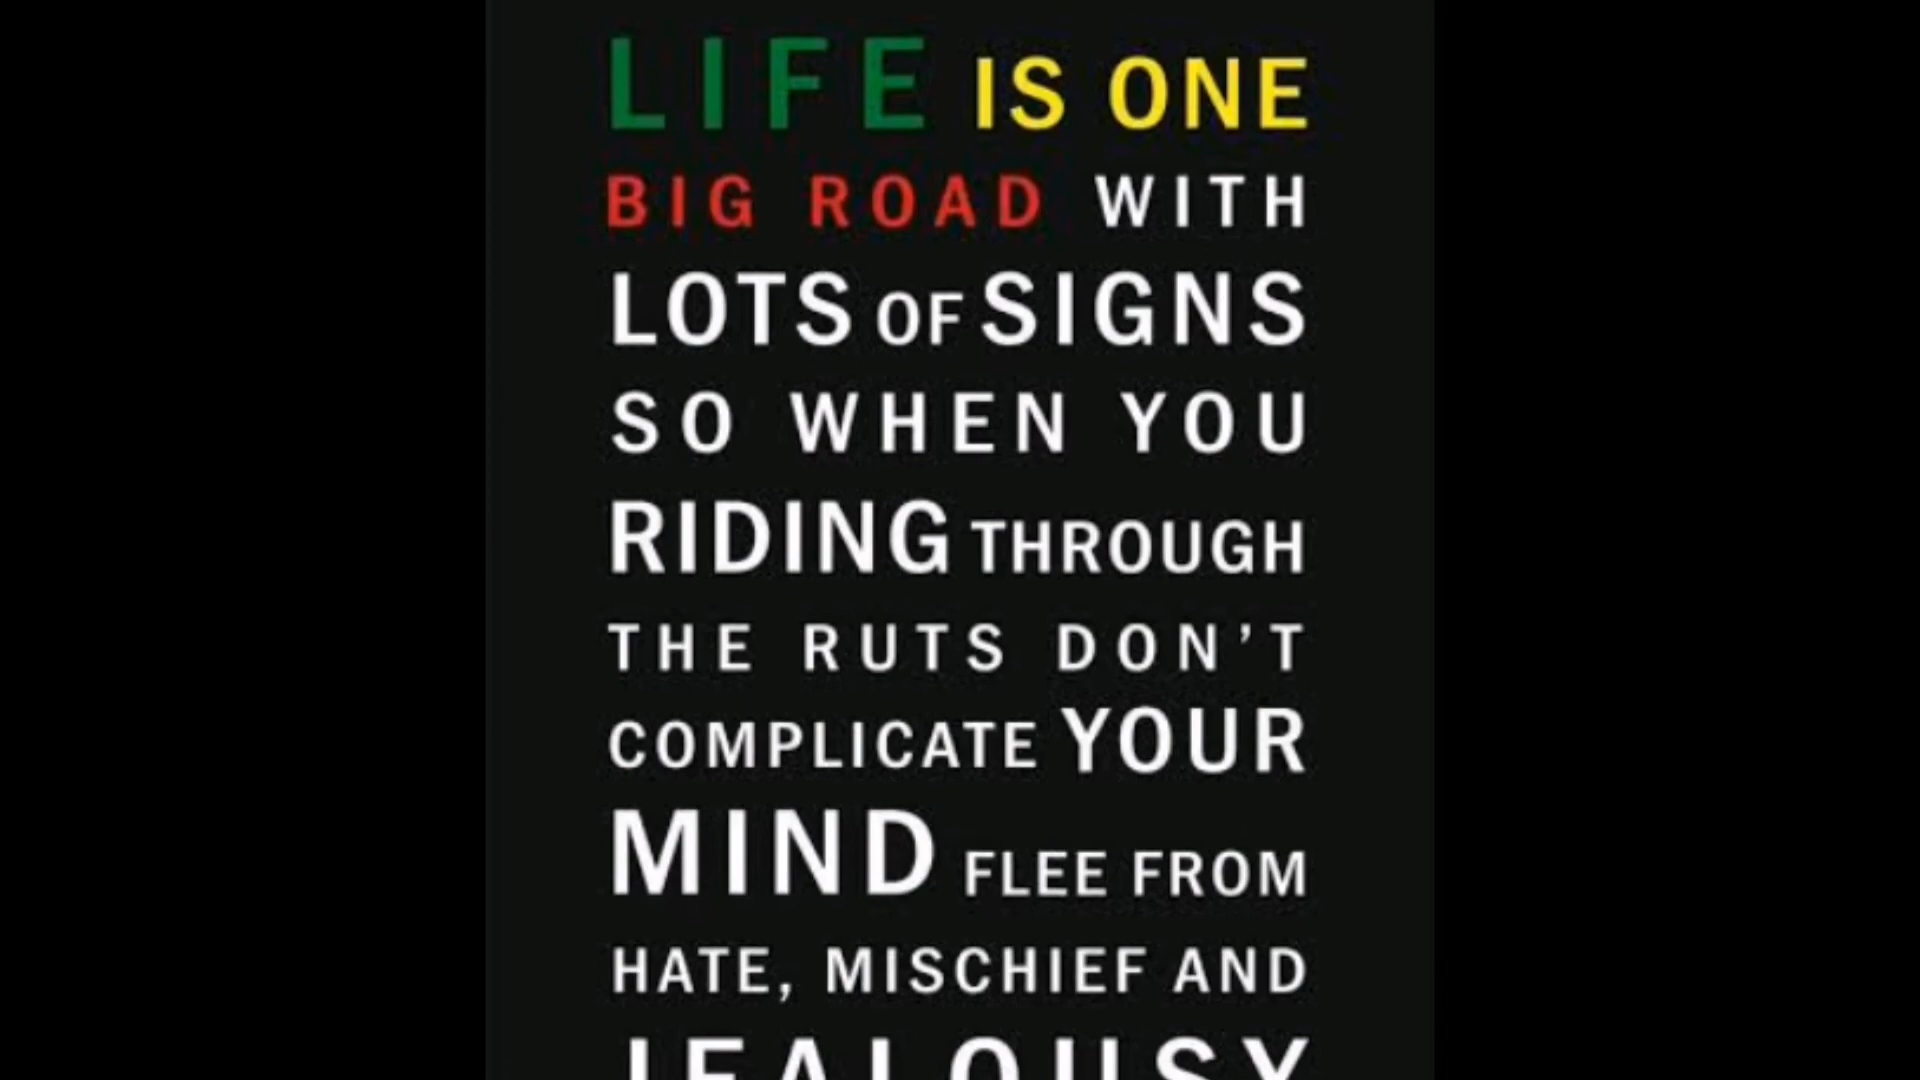 LIFE IS ONE
BIG ROAD WITH
LOTS OF SIGNS
SO WHEN YOU
RIDING THROUGH
THE RUTS DON'T
COMPLICATE YOUR
MIND FLEE FROM
HATE, MISCHIEF AND
JEALOUSY